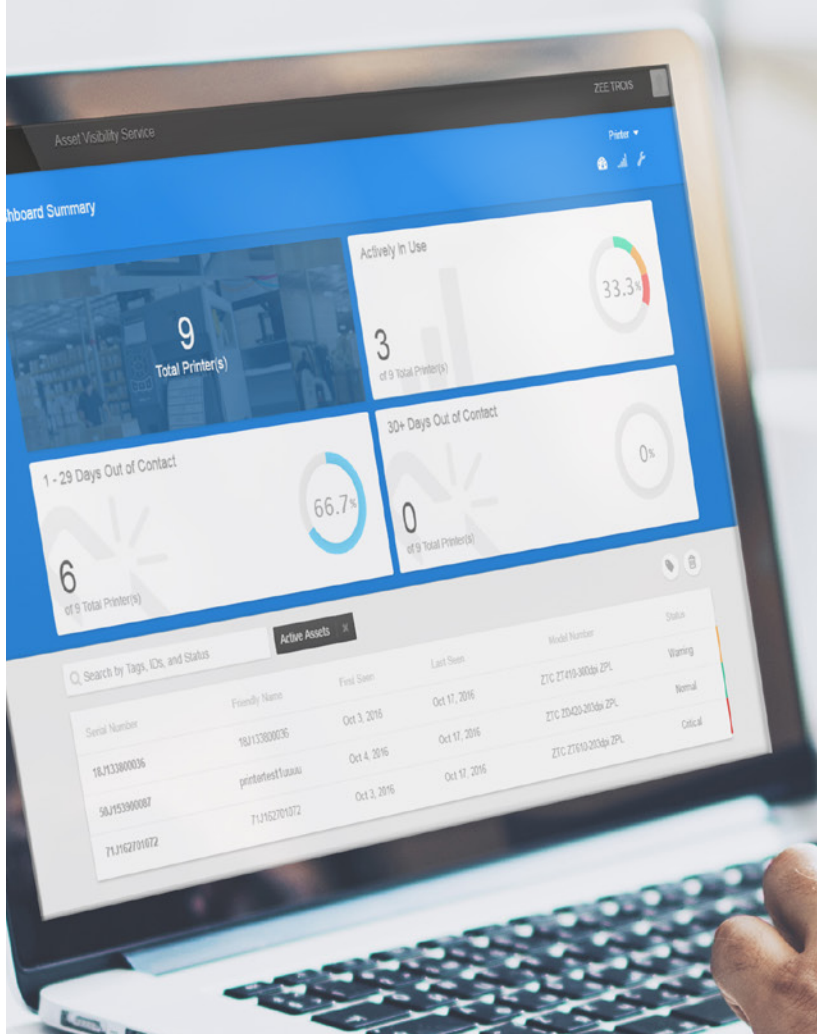 ZEE TROIS
Asset Visibility Service
Printer
hboard Summary
9
Total Printer(s)
Actively In Use
33.3%
3
of 9 Total Printer(s)
1 - 29 Days Out of Contact
66.7%
6
of 9 Total Printer(s)
30+ Days Out of Contact
0%
0
of 9 Total Printer(s)
Search by Tags, IDs, and Status
Active Assets X
Serial Number Friendly Name First Seen Last Seen Model Number Status
18J133800036 18J133800036 Oct 3, 2016 Oct 17, 2016 ZTC ZT410-300dpi ZPL Warning
50J153900087 printertest1uuuu Oct 4, 2016 Oct 17, 2016 ZTC ZD420-203dpi ZPL Normal
71J162701072 71J162701072 Oct 3, 2016 Oct 17, 2016 ZTC ZT610-203dpi ZPL Critical